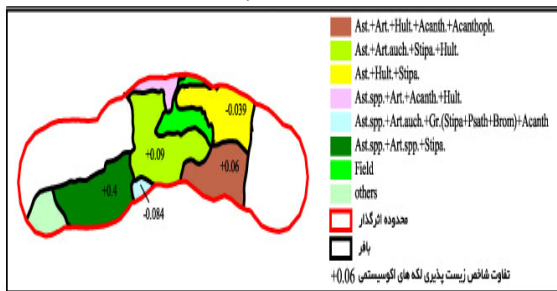 Ast.+Art.+Hult.+Acanth.+Acanthoph.
Ast.+Art.auch.+Stipa.+Hult.
Ast.+Hult.+Stipa.
Ast.spp.+Art.+Acanth.+Hult.
Ast.spp.+Art.auch.+Gr.(Stipa+Psath+Brom)+Acanth
Ast.spp.+Art.spp.+Stipa.
Field
others
محدوده اثرگذار
بافر
تفاوت شاخص زیست پذیری لکه های اکوسیستمی +0.06
-0.039
+0.09
+0.06
+0.4
-0.084